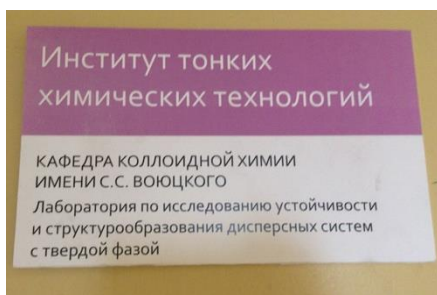 Институт тонких
химических технологий
КАФЕДРА КОЛЛОИДНОЙ ХИМИИ
ИМЕНИ С.С. ВОЮЦКОГО
Лаборатория по исследованию устойчивости
и структурообразования дисперсных систем
с твердой фазой